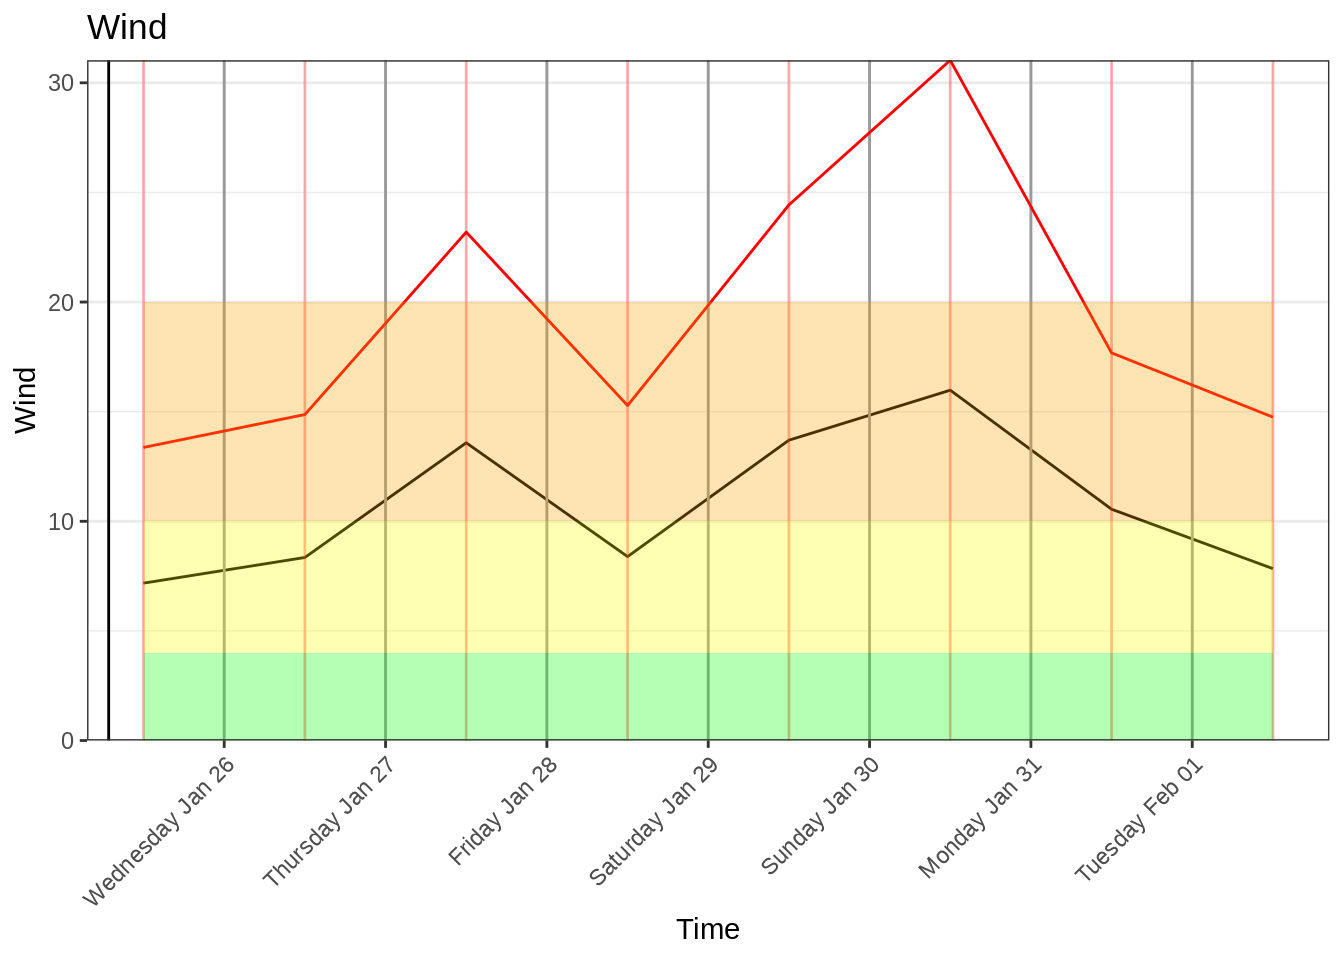 Wind
30
20
10
0
Wind
Wednesday Jan 26
Thursday Jan 27
Friday Jan 28
Saturday Jan 29
Sunday Jan 30
Monday Jan 31
Tuesday Feb 01
Time